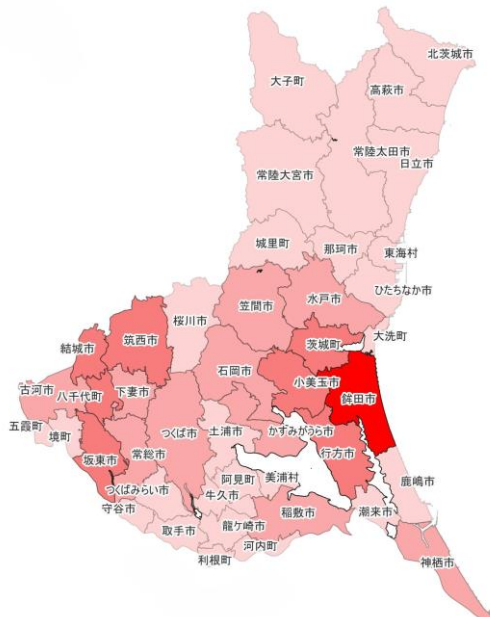 北茨城市
大子町
高萩市
常陸太田市
日立市
常陸大宮市
城里町
那珂市
東海村
ひたちなか市
笠間市
水戸市
大洗町
桜川市
筑西市
茨城町
結城市
石岡市
小美玉市
古河市
八千代町
下妻市
鉾田市
五霞町
境町
つくば市
土浦市
かすみがうら市
坂東市
常総市
行方市
つくばみらい市
阿見町
美浦村
鹿嶋市
守谷市
牛久市
稲敷市
潮来市
取手市
龍ケ崎市
河内町
利根町
神栖市